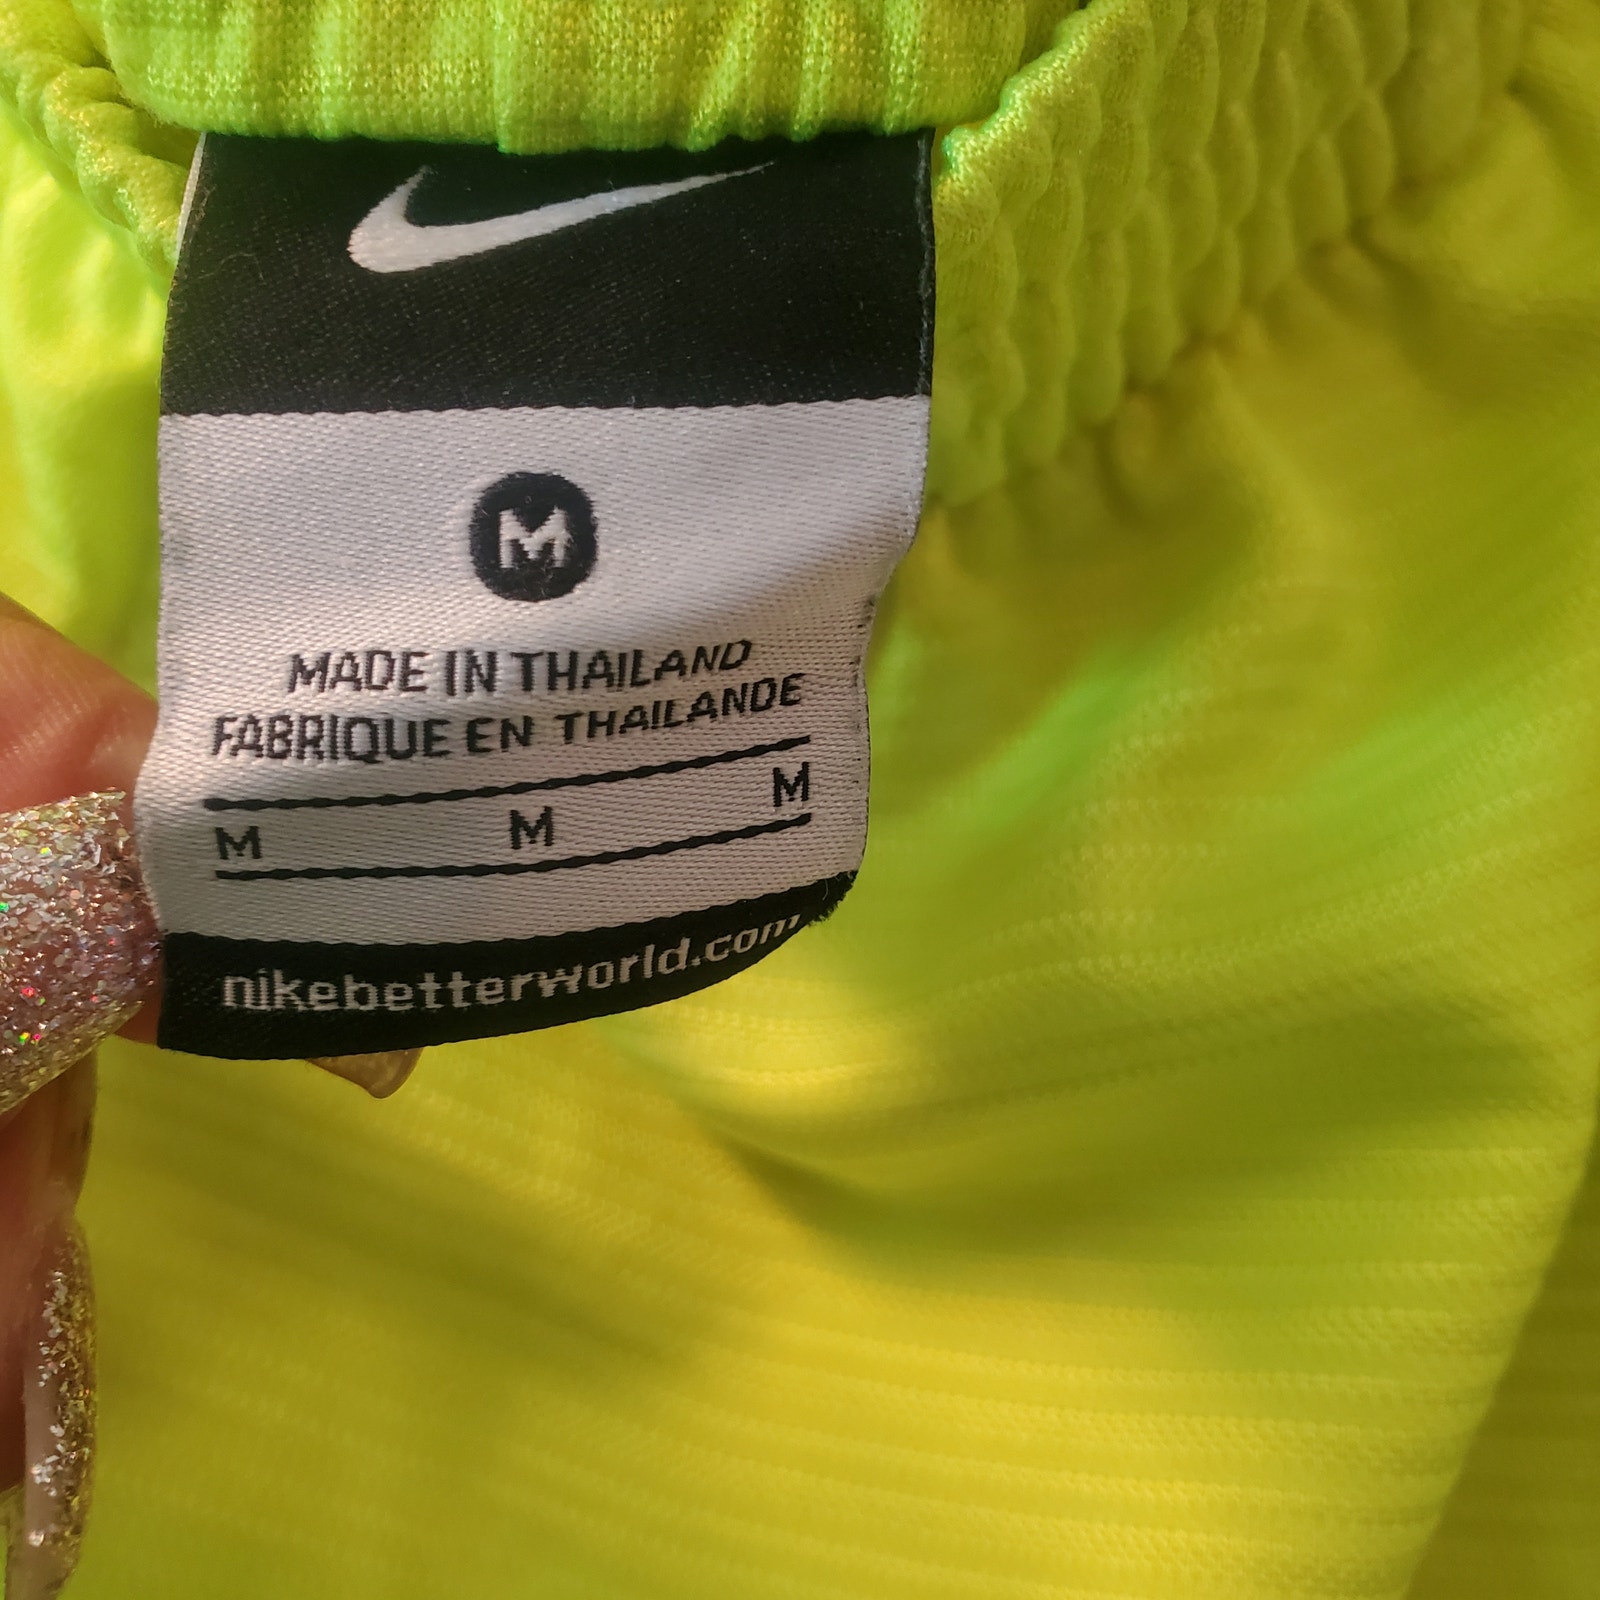 M
MADE IN THAILAND
FABRIQUE EN THAILANDE
M M M
nikebetterworld.com